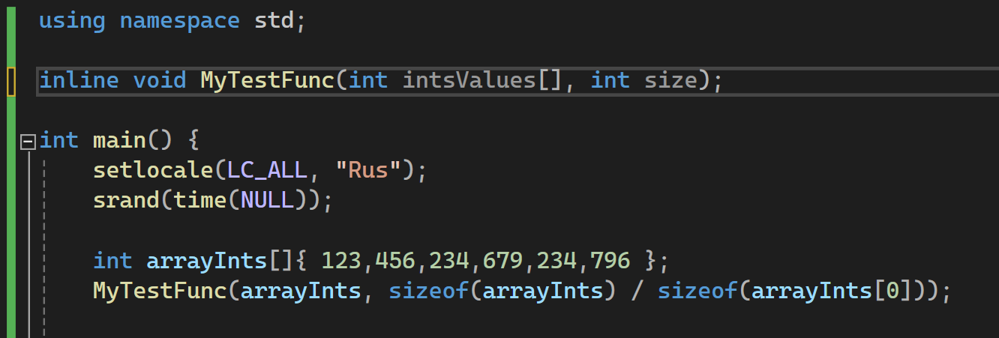 using namespace std;
inline void MyTestFunc(int intsValues[], int size);
int main() {
setlocale(LC_ALL, "Rus");
srand(time(NULL));
int arrayInts[]{ 123,456,234,679,234,796 };
MyTestFunc(arrayInts, sizeof(arrayInts) / sizeof(arrayInts[0]));